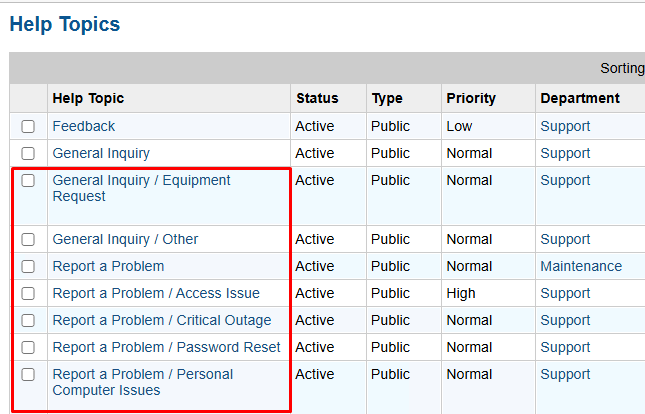 Help Topics
Sorting
Help Topic Status Type Priority Department
Feedback Active Public Low Support
General Inquiry Active Public Normal Support
General Inquiry / Equipment Active Public Normal Support
Request
General Inquiry / Other Active Public Normal Support
Report a Problem Active Public Normal Maintenance
Report a Problem / Access Issue Active Public High Support
Report a Problem / Critical Outage Active Public Normal Support
Report a Problem / Password Reset Active Public Normal Support
Report a Problem / Personal Active Public Normal Support
Computer Issues